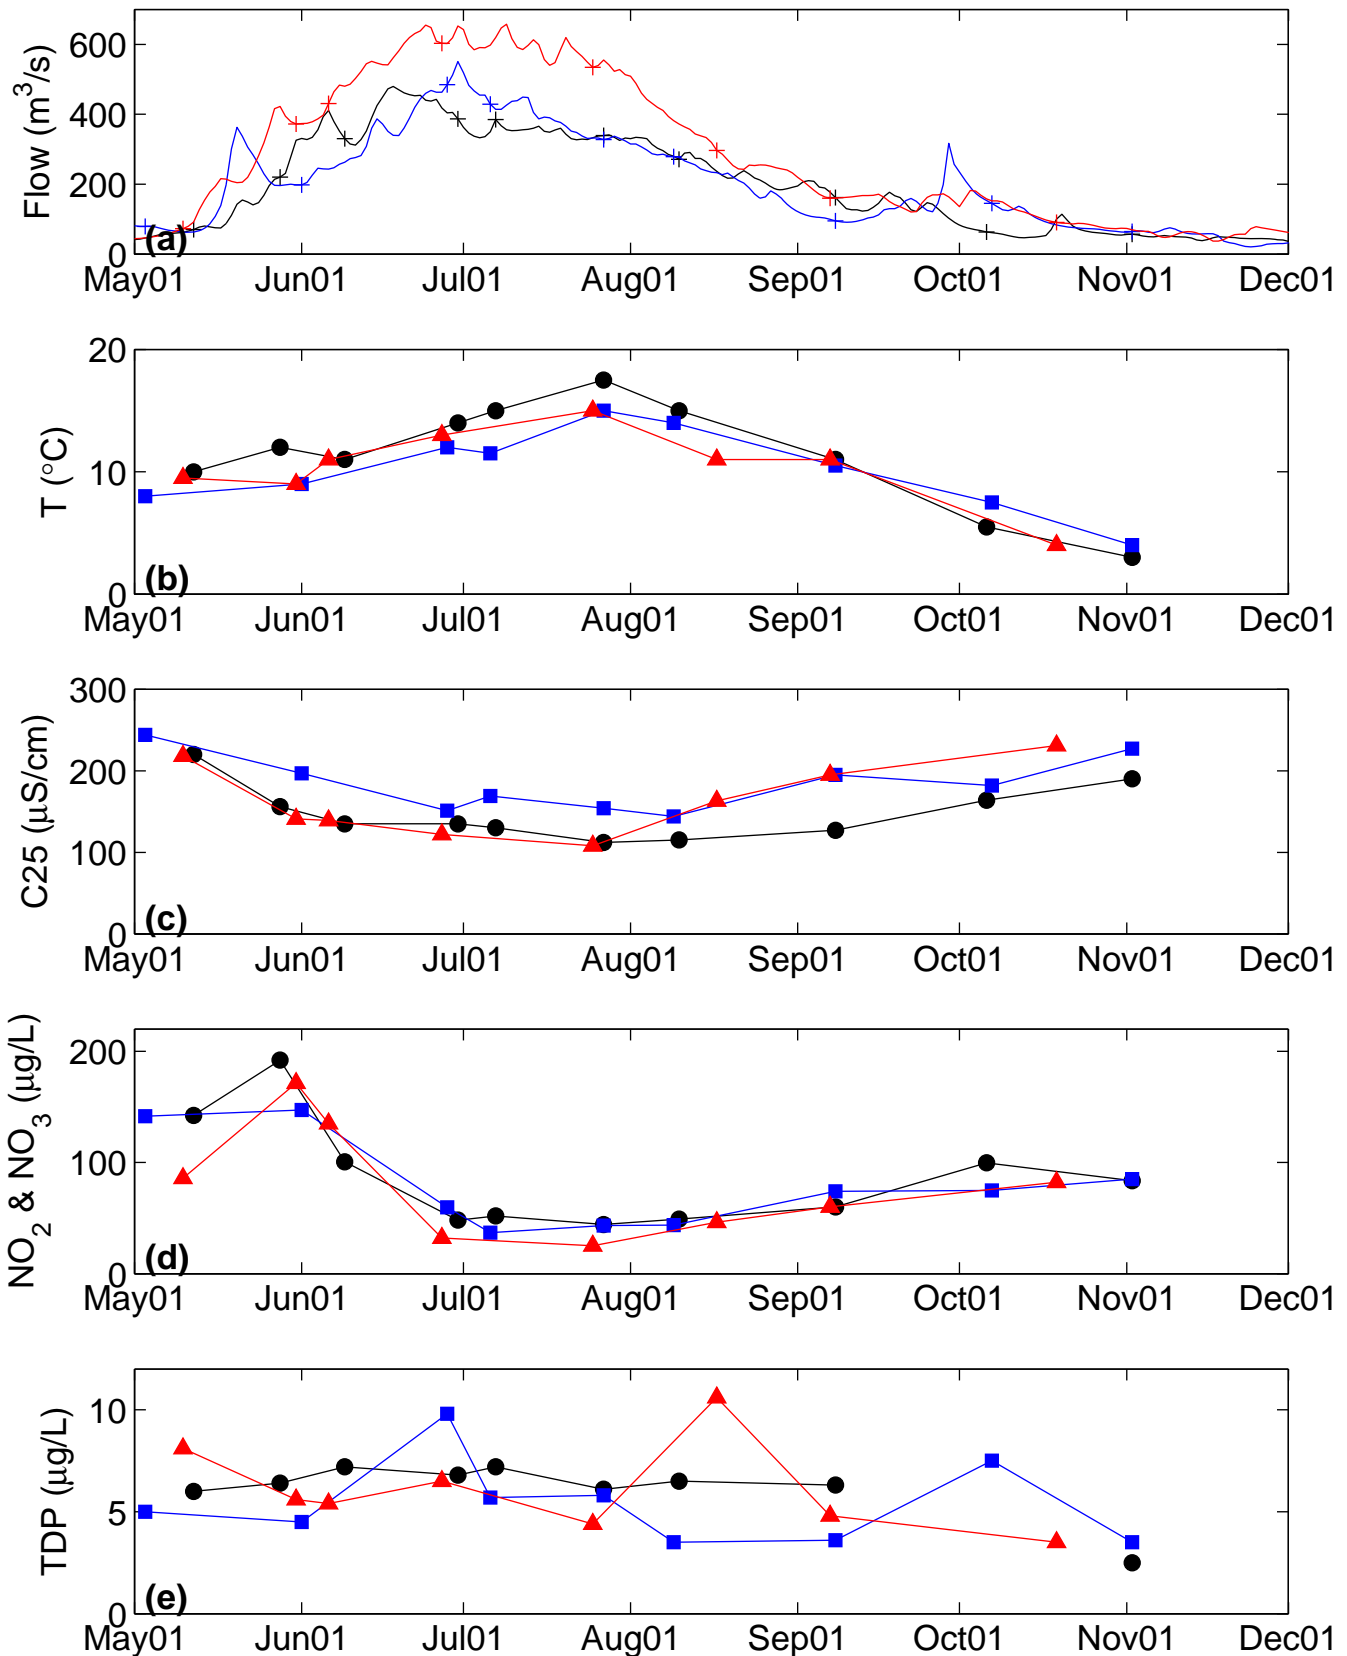 600
400
200
0
Flow (m³/s)
(a)
May01 Jun01 Jul01 Aug01 Sep01 Oct01 Nov01 Dec01
20
10
0
T (°C)
(b)
May01 Jun01 Jul01 Aug01 Sep01 Oct01 Nov01 Dec01
300
200
100
0
C25 (µS/cm)
(c)
May01 Jun01 Jul01 Aug01 Sep01 Oct01 Nov01 Dec01
200
100
0
NO₂ & NO₃ (µg/L)
(d)
May01 Jun01 Jul01 Aug01 Sep01 Oct01 Nov01 Dec01
10
5
0
TDP (µg/L)
(e)
May01 Jun01 Jul01 Aug01 Sep01 Oct01 Nov01 Dec01